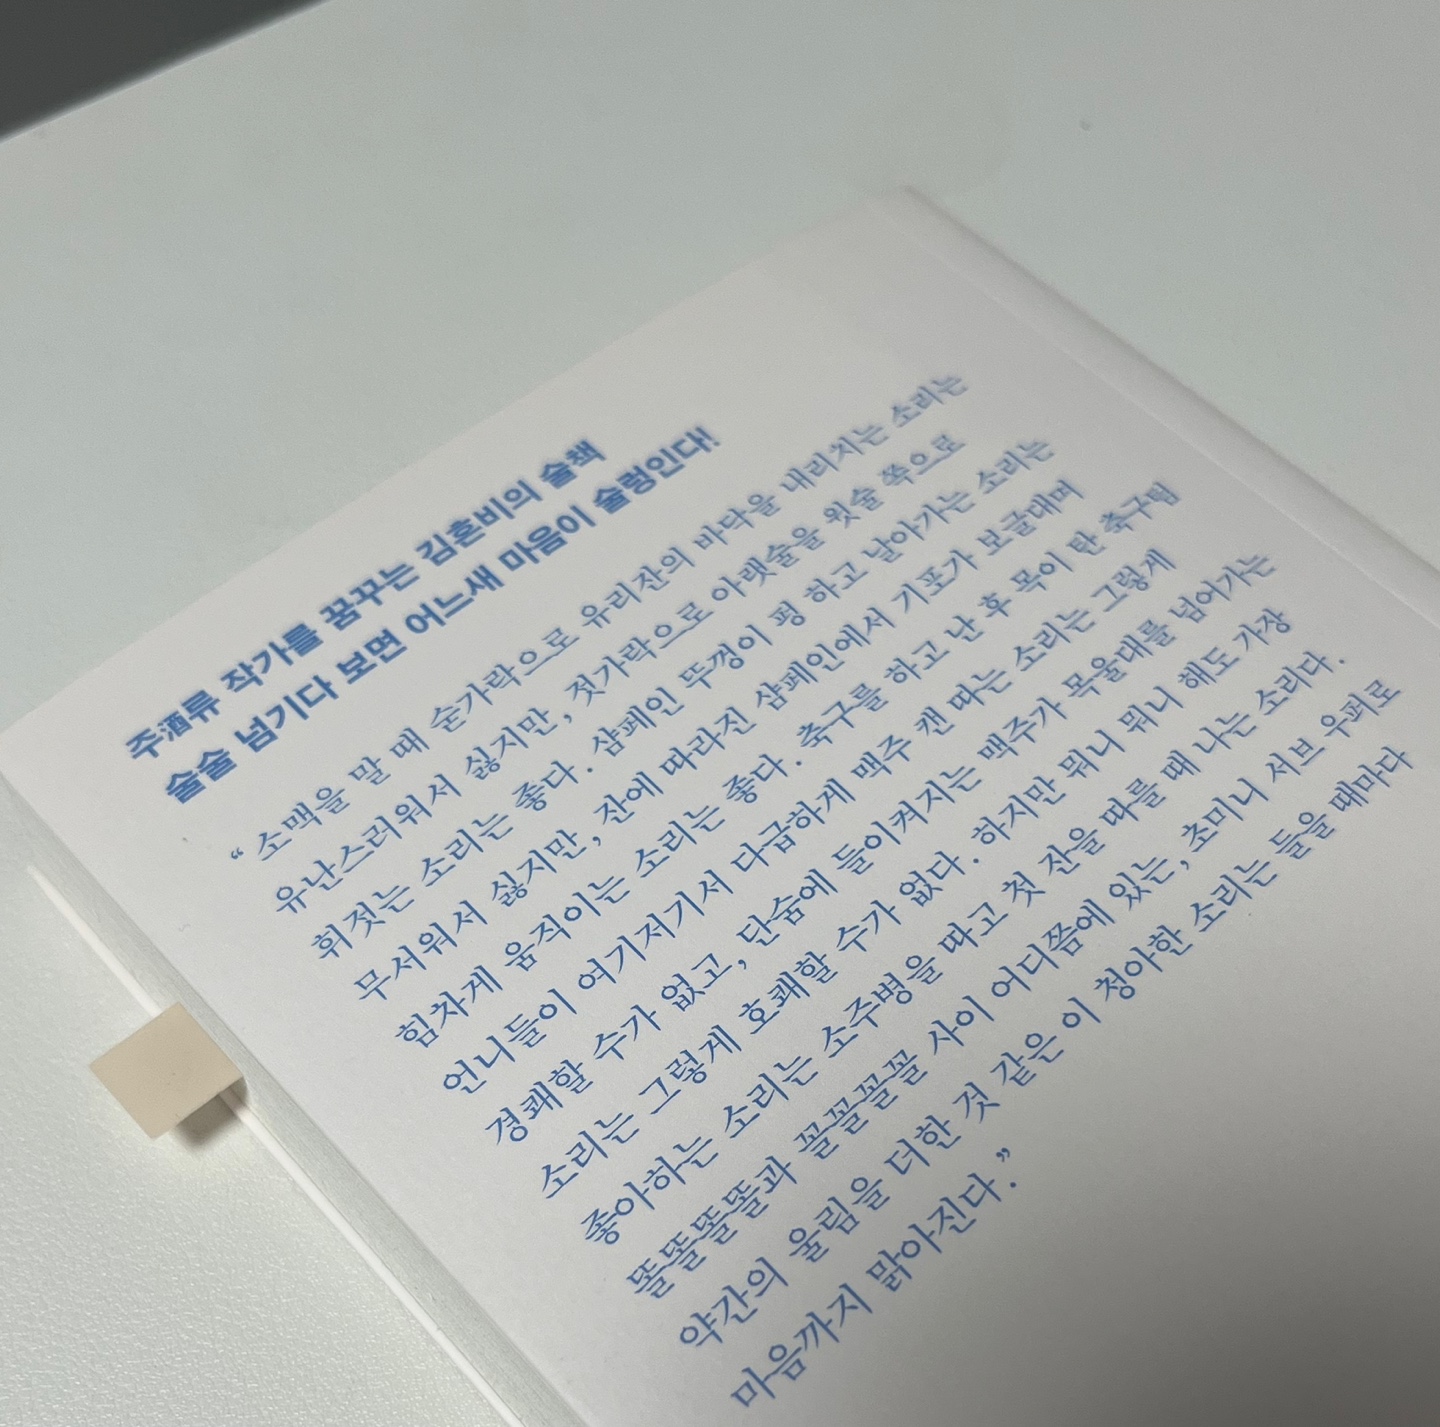 주酒류 작가를 꿈꾸는 김혼비의 술책
술술 넘기다 보면 어느새 마음이 술렁인다!
“소맥을 말 때 숟가락으로 유리잔의 바닥을 내리치는 소리는
유난스러워서 싫지만, 젓가락으로 아랫술을 윗술 쪽으로
휘젓는 소리는 좋다. 샴페인 뚜껑이 펑 하고 날아가는 소리는
무서워서 싫지만, 잔에 따라진 샴페인에서 기포가 보글대며
힘차게 움직이는 소리는 좋다. 축구를 하고 난 후 목이 탄 축구팀
언니들이 여기저기서 다급하게 맥주 캔 따는 소리는 그렇게
경쾌할 수가 없고, 단숨에 들이켜지는 맥주가 목울대를 넘어가는
소리는 그렇게 호쾌할 수가 없다. 하지만 뭐니 뭐니 해도 가장
좋아하는 소리는 소주병을 따고 첫 잔을 따를 때 나는 소리다.
똘똘똘똘과 꼴꼴꼴꼴 사이 어디쯤에 있는, 초미니 서브 우퍼로
약간의 울림을 더한 것 같은 이 청아한 소리는 들을 때마다
마음까지 맑아진다.”